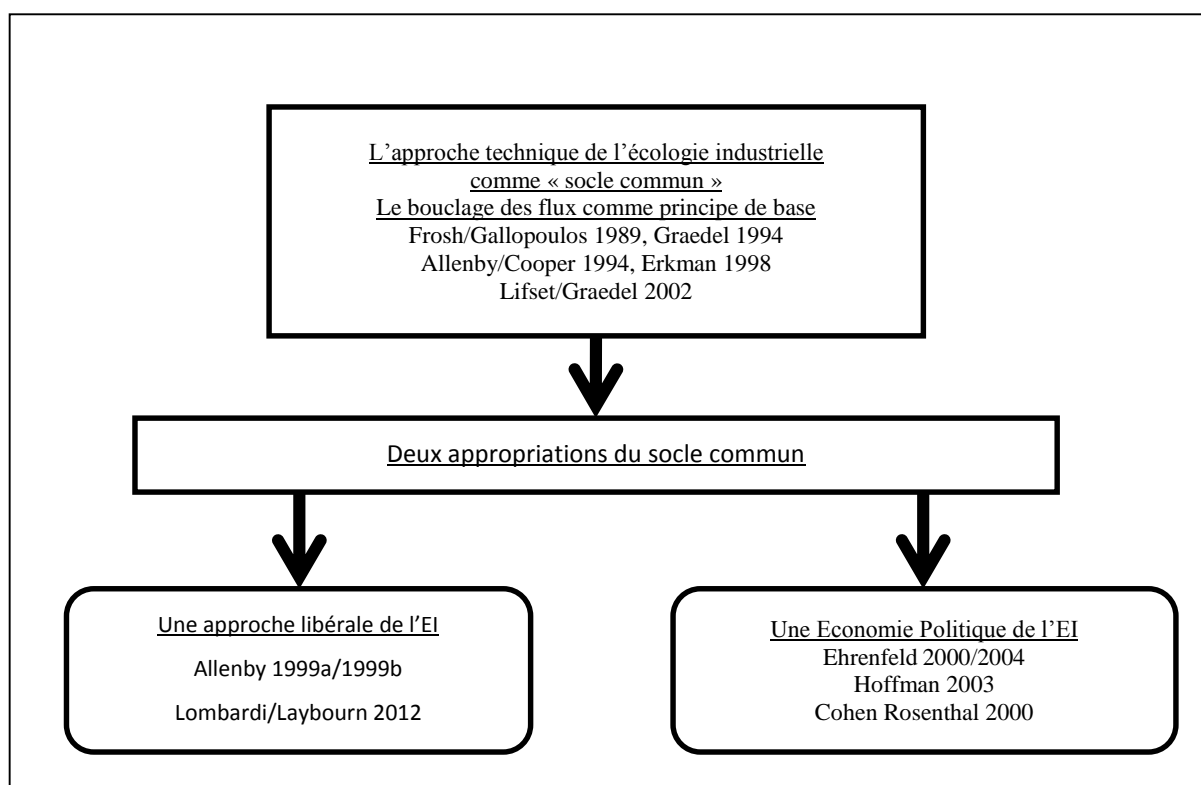 L’approche technique de l’écologie industrielle
comme « socle commun »
Le bouclage des flux comme principe de base
Frosh/Gallopoulos 1989, Graedel 1994
Allenby/Cooper 1994, Erkman 1998
Lifset/Graedel 2002
Deux appropriations du socle commun
Une approche libérale de l’EI
Allenby 1999a/1999b
Lombardi/Laybourn 2012
Une Economie Politique de l’EI
Ehrenfeld 2000/2004
Hoffman 2003
Cohen Rosenthal 2000